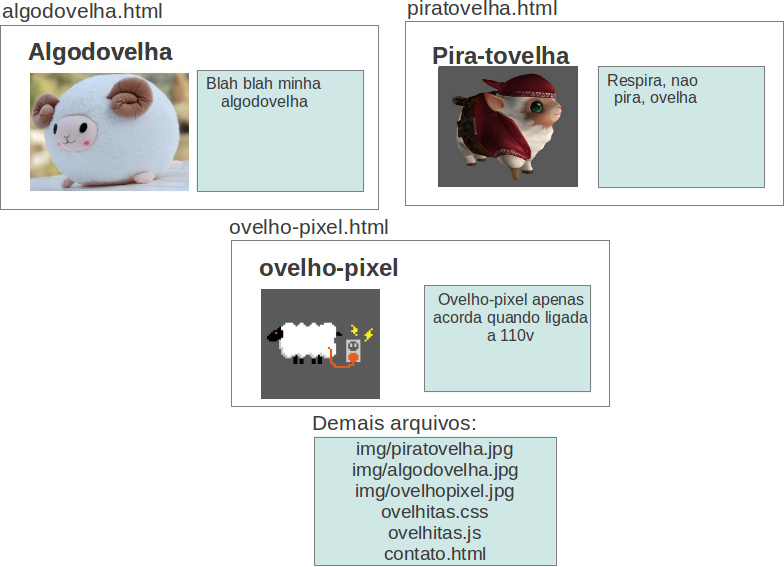 algodovelha.html
Algodovelha
Blah blah minha
algodovelha
piratovelha.html
Pira-tovelha
Respira, nao
pira, ovelha
ovelho-pixel.html
ovelho-pixel
Ovelho-pixel apenas
acorda quando ligada
a 110v
Demais arquivos:
img/piratovelha.jpg
img/algodovelha.jpg
img/ovelhopixel.jpg
ovelhitas.css
ovelhitas.js
contato.html